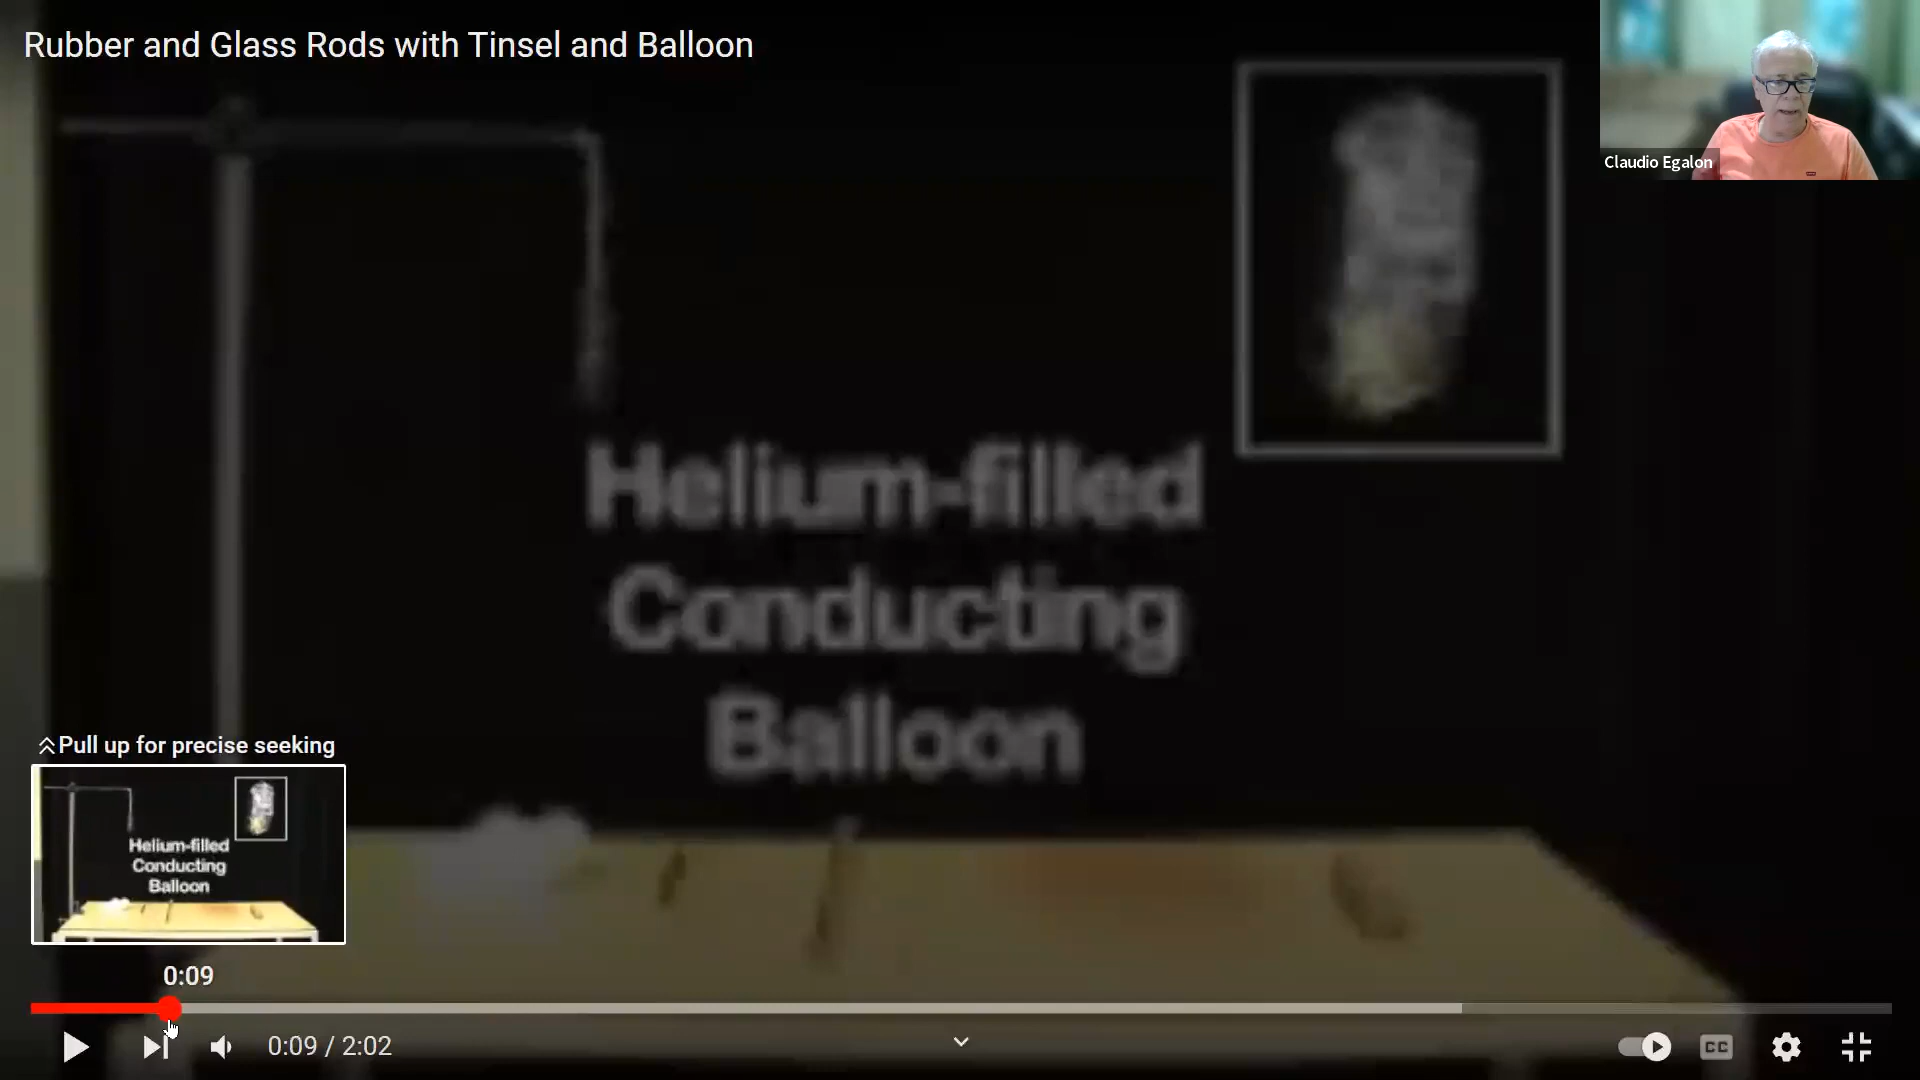 Rubber and Glass Rods with Tinsel and Balloon
Claudio Egalon
Helium-filled
Conducting
Balloon
Pull up for precise seeking
Helium-filled
Conducting
Balloon
0:09
0:09 / 2:02
CC